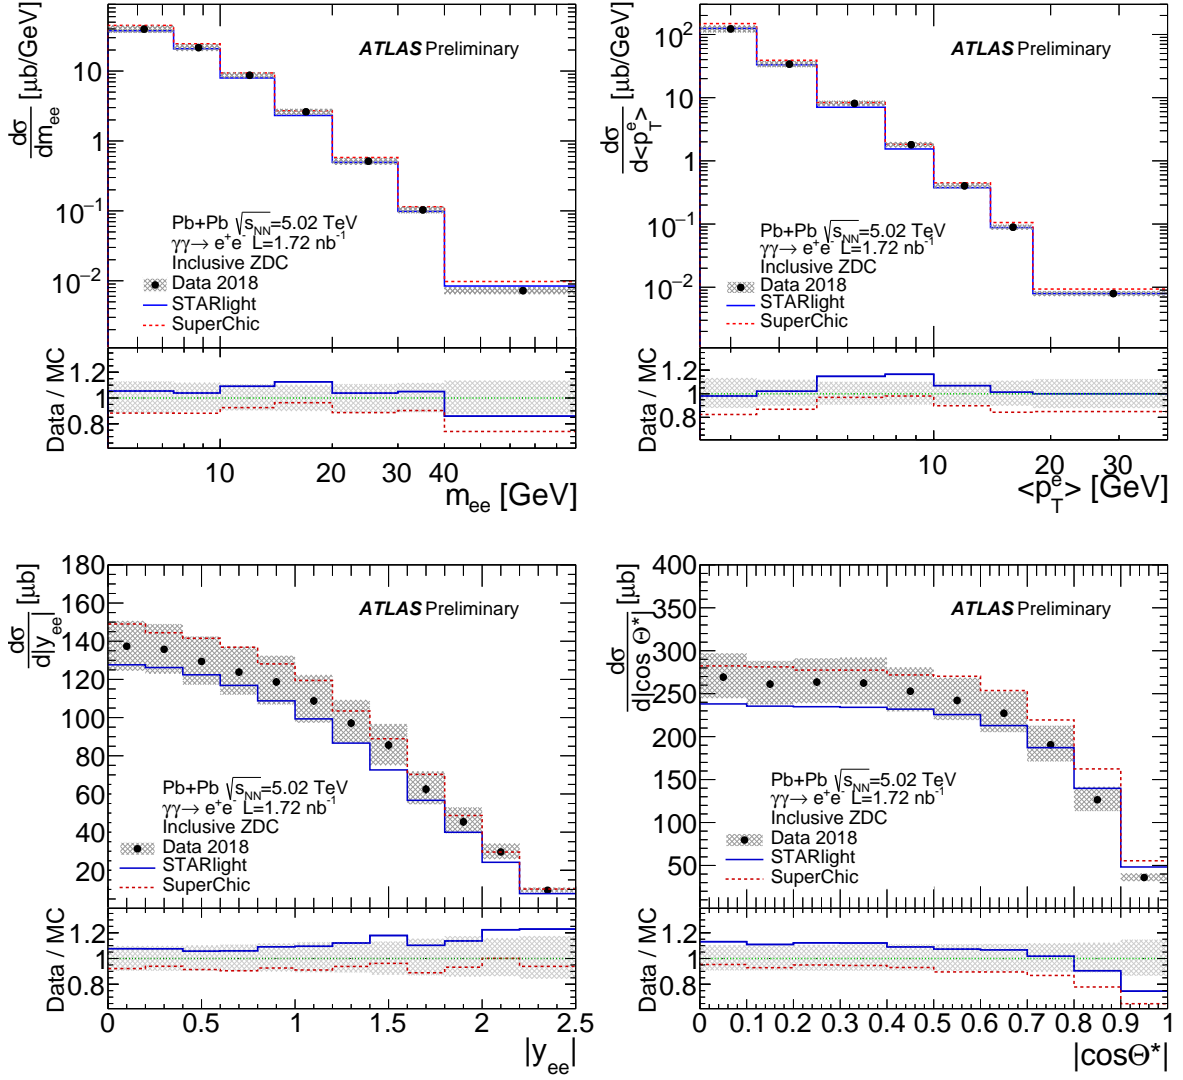 dσ/dm_ee [μb/GeV]
10
1
10⁻¹
10⁻²
ATLAS Preliminary
Pb+Pb √s_NN=5.02 TeV
γγ→ e⁺e⁻ L=1.72 nb⁻¹
Inclusive ZDC
Data 2018
STARlight
SuperChic
Data / MC
1.2
1
0.8
10 20 30 40
m_ee [GeV]
dσ/d<p_T^e> [μb/GeV]
10²
10
1
10⁻¹
10⁻²
ATLAS Preliminary
Pb+Pb √s_NN=5.02 TeV
γγ→ e⁺e⁻ L=1.72 nb⁻¹
Inclusive ZDC
Data 2018
STARlight
SuperChic
Data / MC
1.2
1
0.8
10 20 30
<p_T^e> [GeV]
dσ/d|y_ee| [μb]
180
160
140
120
100
80
60
40
20
ATLAS Preliminary
Pb+Pb √s_NN=5.02 TeV
γγ→ e⁺e⁻ L=1.72 nb⁻¹
Inclusive ZDC
Data 2018
STARlight
SuperChic
Data / MC
1.2
1
0.8
0 0.5 1 1.5 2 2.5
|y_ee|
dσ/d|cos Θ*| [μb]
400
350
300
250
200
150
100
50
ATLAS Preliminary
Pb+Pb √s_NN=5.02 TeV
γγ→ e⁺e⁻ L=1.72 nb⁻¹
Inclusive ZDC
Data 2018
STARlight
SuperChic
Data / MC
1.2
1
0.8
0 0.1 0.2 0.3 0.4 0.5 0.6 0.7 0.8 0.9 1
|cosΘ*|